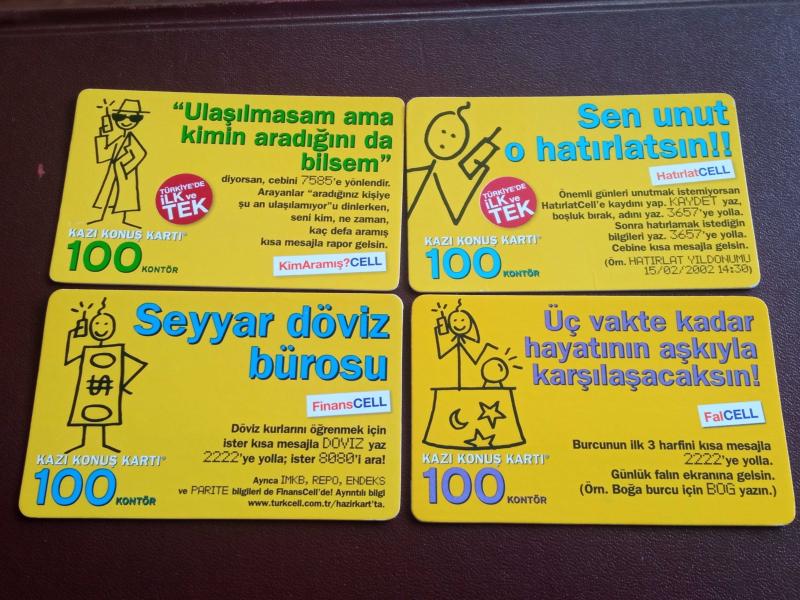 "Ulaşılmasam ama
kimin aradığını da
bilsem"
diyorsan, cebini 7585'e yönlendir.
Arayanlar "aradığınız kişiye
şu an ulaşılamıyor"u dinlerken,
seni kim, ne zaman,
kaç defa aramış
kısa mesajla rapor gelsin.
TÜRKİYE'DE
İLK ve
TEK
KAZI KONUŞ KARTI
100 KONTÖR
KimAramış?CELL
Sen unut
o hatırlatsın!!
HatırlatCELL
Önemli günleri unutmak istemiyorsan
HatırlatCell'e kaydını yap. KAYDET yaz,
boşluk bırak, adını yaz. 3657'ye yolla.
Sonra hatırlamak istediğin
bilgileri yaz. 3657'ye yolla.
Cebine kısa mesajla gelsin.
(Örn. HATIRLAT YILDONUMU
15/02/2002 14:30)
TÜRKİYE'DE
İLK ve
TEK
KAZI KONUŞ KARTI
100 KONTÖR
Seyyar döviz
bürosu
FinansCELL
Döviz kurlarını öğrenmek için
ister kısa mesajla DOVIZ yaz
2222'ye yolla; ister 8080'i ara!
Ayrıca IMKB, REPO, ENDEKS
ve PARITE bilgileri de FinansCell'de! Ayrıntılı bilgi
www.turkcell.com.tr/hazirkart'ta.
$
KAZI KONUŞ KARTI
100 KONTÖR
Üç vakte kadar
hayatının aşkıyla
karşılaşacaksın!
FalCELL
Burcunun ilk 3 harfini kısa mesajla
2222'ye yolla.
Günlük falın ekranına gelsin.
(Örn. Boğa burcu için BOG yazın.)
KAZI KONUŞ KARTI
100 KONTÖR